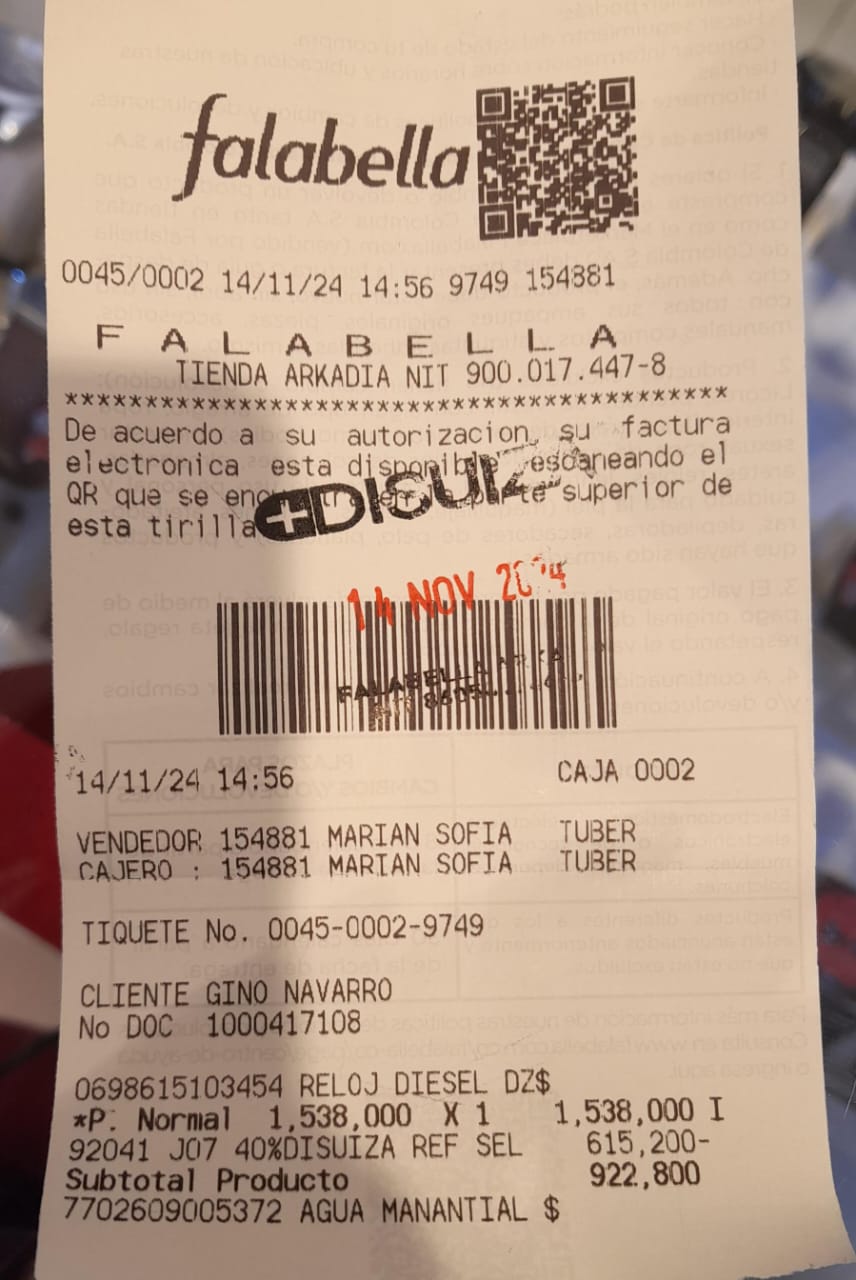 falabella
0045/0002 14/11/24 14:56 9749 154881
F A L A B E L L A
TIENDA ARKADIA NIT 900.017.447-8
******************************************
De acuerdo a su autorizacion, su factura
electronica esta disponible escaneando el
QR que se encuentra en la parte superior de
esta tirilla
DISUIZA
14 NOV 2024
FALABELLA ARKA
14/11/24 14:56 CAJA 0002
VENDEDOR 154881 MARIAN SOFIA TUBER
CAJERO : 154881 MARIAN SOFIA TUBER
TIQUETE No. 0045-0002-9749
CLIENTE GINO NAVARRO
No DOC 1000417108
0698615103454 RELOJ DIESEL DZ$
*P. Normal 1,538,000 X 1 1,538,000 I
92041 J07 40%DISUIZA REF SEL 615,200-
Subtotal Producto 922,800
7702609005372 AGUA MANANTIAL $